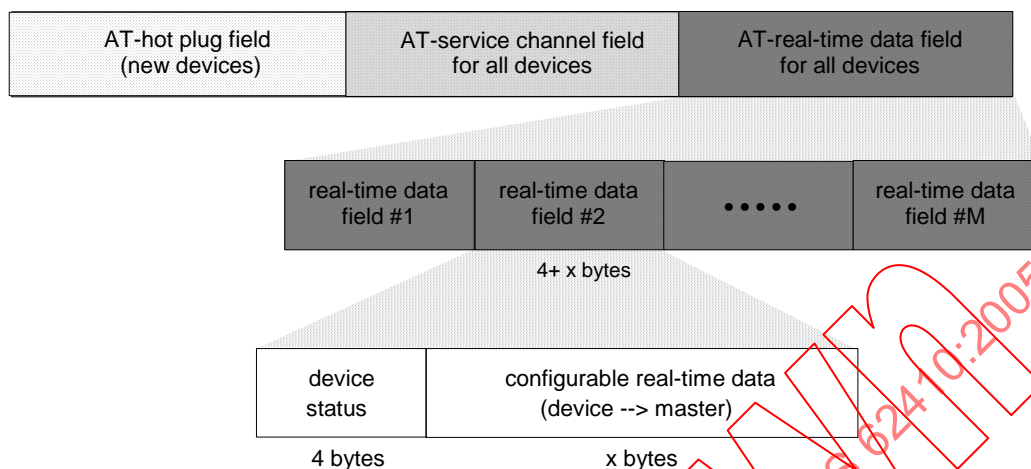 AT-hot plug field
(new devices)
AT-service channel field
for all devices
AT-real-time data field
for all devices
real-time data
field #1
real-time data
field #2
•••••
real-time data
field #M
4+ x bytes
device
status
configurable real-time data
(device --> master)
4 bytes
x bytes
62410:2005